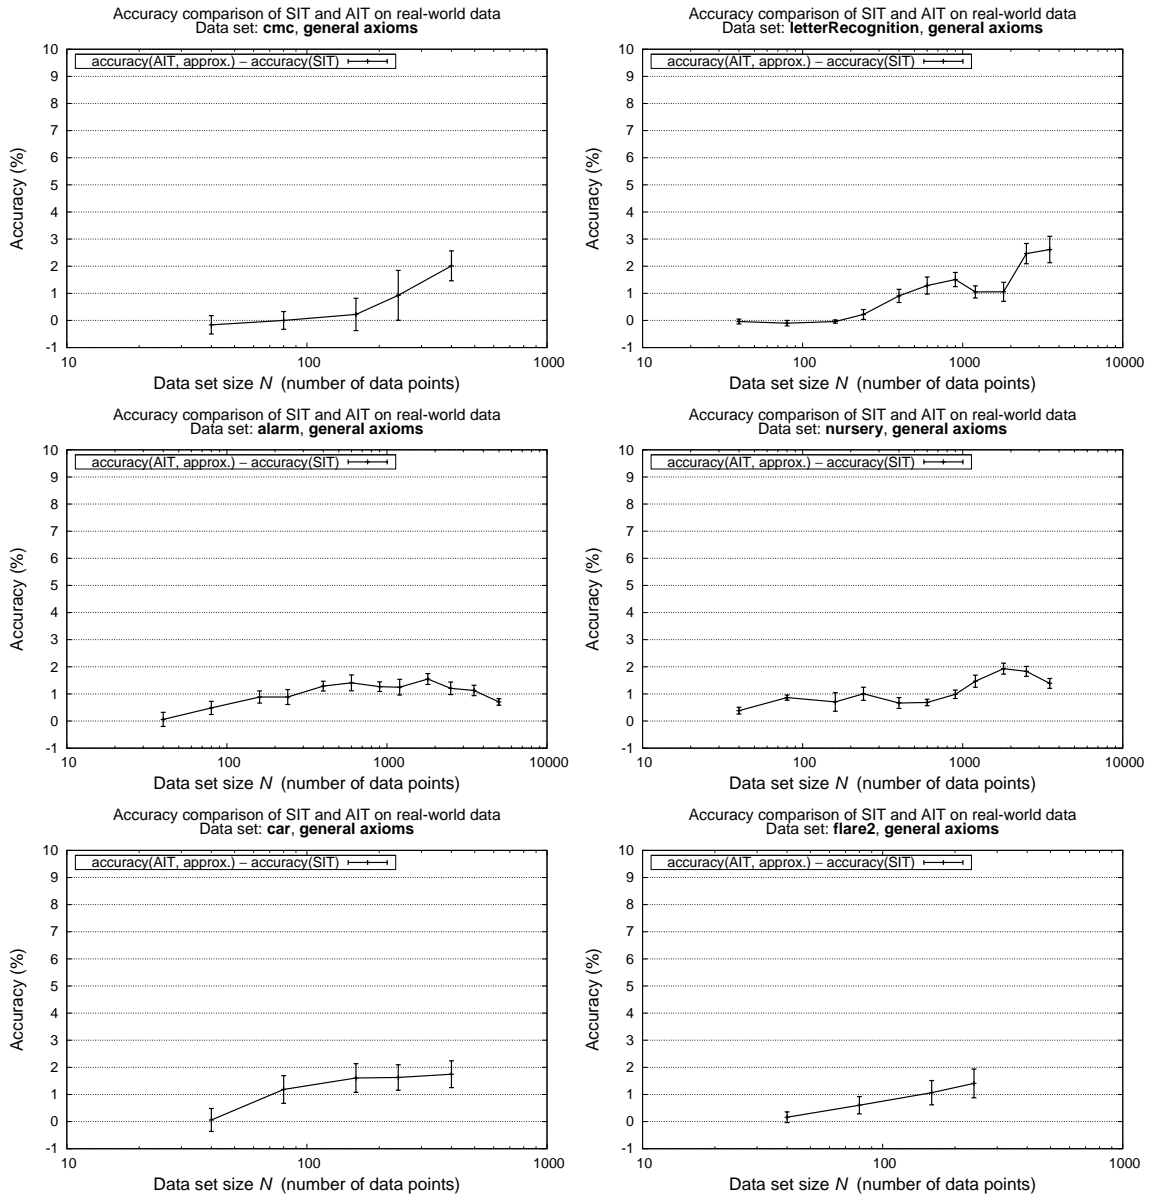 Accuracy comparison of SIT and AIT on real-world data
Data set: cmc, general axioms
accuracy(AIT, approx.) − accuracy(SIT)
10
9
8
7
6
5
4
3
2
1
0
-1
Accuracy (%)
10 100 1000
Data set size N (number of data points)
Accuracy comparison of SIT and AIT on real-world data
Data set: letterRecognition, general axioms
accuracy(AIT, approx.) − accuracy(SIT)
10
9
8
7
6
5
4
3
2
1
0
-1
Accuracy (%)
10 100 1000 10000
Data set size N (number of data points)
Accuracy comparison of SIT and AIT on real-world data
Data set: alarm, general axioms
accuracy(AIT, approx.) − accuracy(SIT)
10
9
8
7
6
5
4
3
2
1
0
-1
Accuracy (%)
10 100 1000 10000
Data set size N (number of data points)
Accuracy comparison of SIT and AIT on real-world data
Data set: nursery, general axioms
accuracy(AIT, approx.) − accuracy(SIT)
10
9
8
7
6
5
4
3
2
1
0
-1
Accuracy (%)
10 100 1000 10000
Data set size N (number of data points)
Accuracy comparison of SIT and AIT on real-world data
Data set: car, general axioms
accuracy(AIT, approx.) − accuracy(SIT)
10
9
8
7
6
5
4
3
2
1
0
-1
Accuracy (%)
10 100 1000
Data set size N (number of data points)
Accuracy comparison of SIT and AIT on real-world data
Data set: flare2, general axioms
accuracy(AIT, approx.) − accuracy(SIT)
10
9
8
7
6
5
4
3
2
1
0
-1
Accuracy (%)
10 100 1000
Data set size N (number of data points)